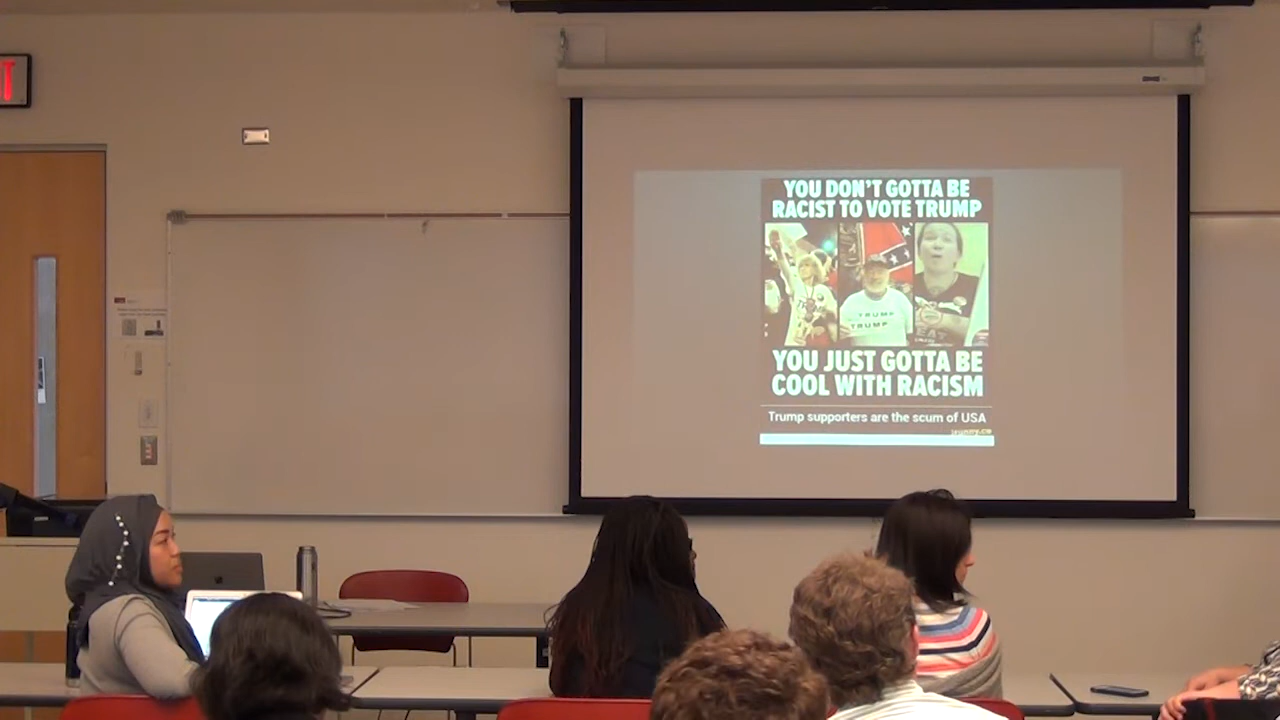 YOU DON'T GOTTA BE
RACIST TO VOTE TRUMP
TRUMP
TRUMP
YOU JUST GOTTA BE
COOL WITH RACISM
Trump supporters are the scum of USA